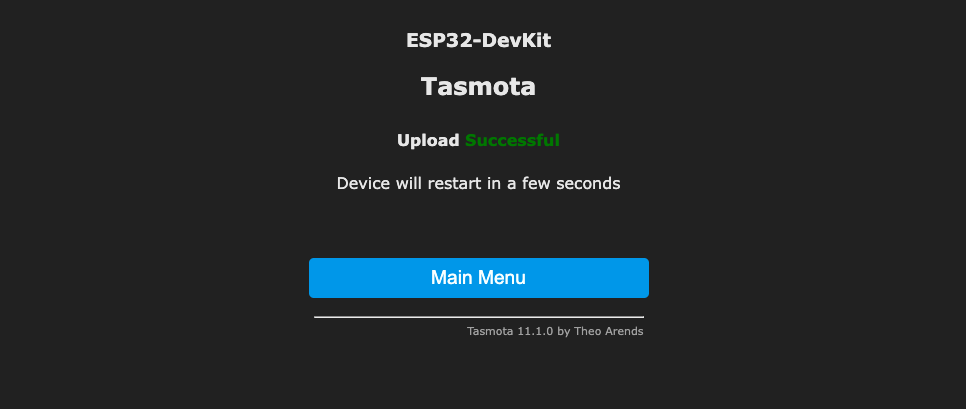 ESP32-DevKit
Tasmota
Upload Successful
Device will restart in a few seconds
Main Menu
Tasmota 11.1.0 by Theo Arends